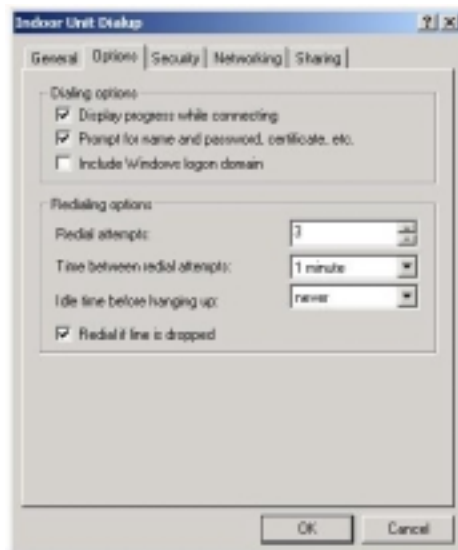 Indoor Unit Dialup
General Options Security Networking Sharing
Dialing options
Display progress while connecting
Prompt for name and password, certificate, etc.
Include Windows logon domain
Redialing options
Redial attempts: 3
Time between redial attempts: 1 minute
Idle time before hanging up: never
Redial if line is dropped
OK Cancel